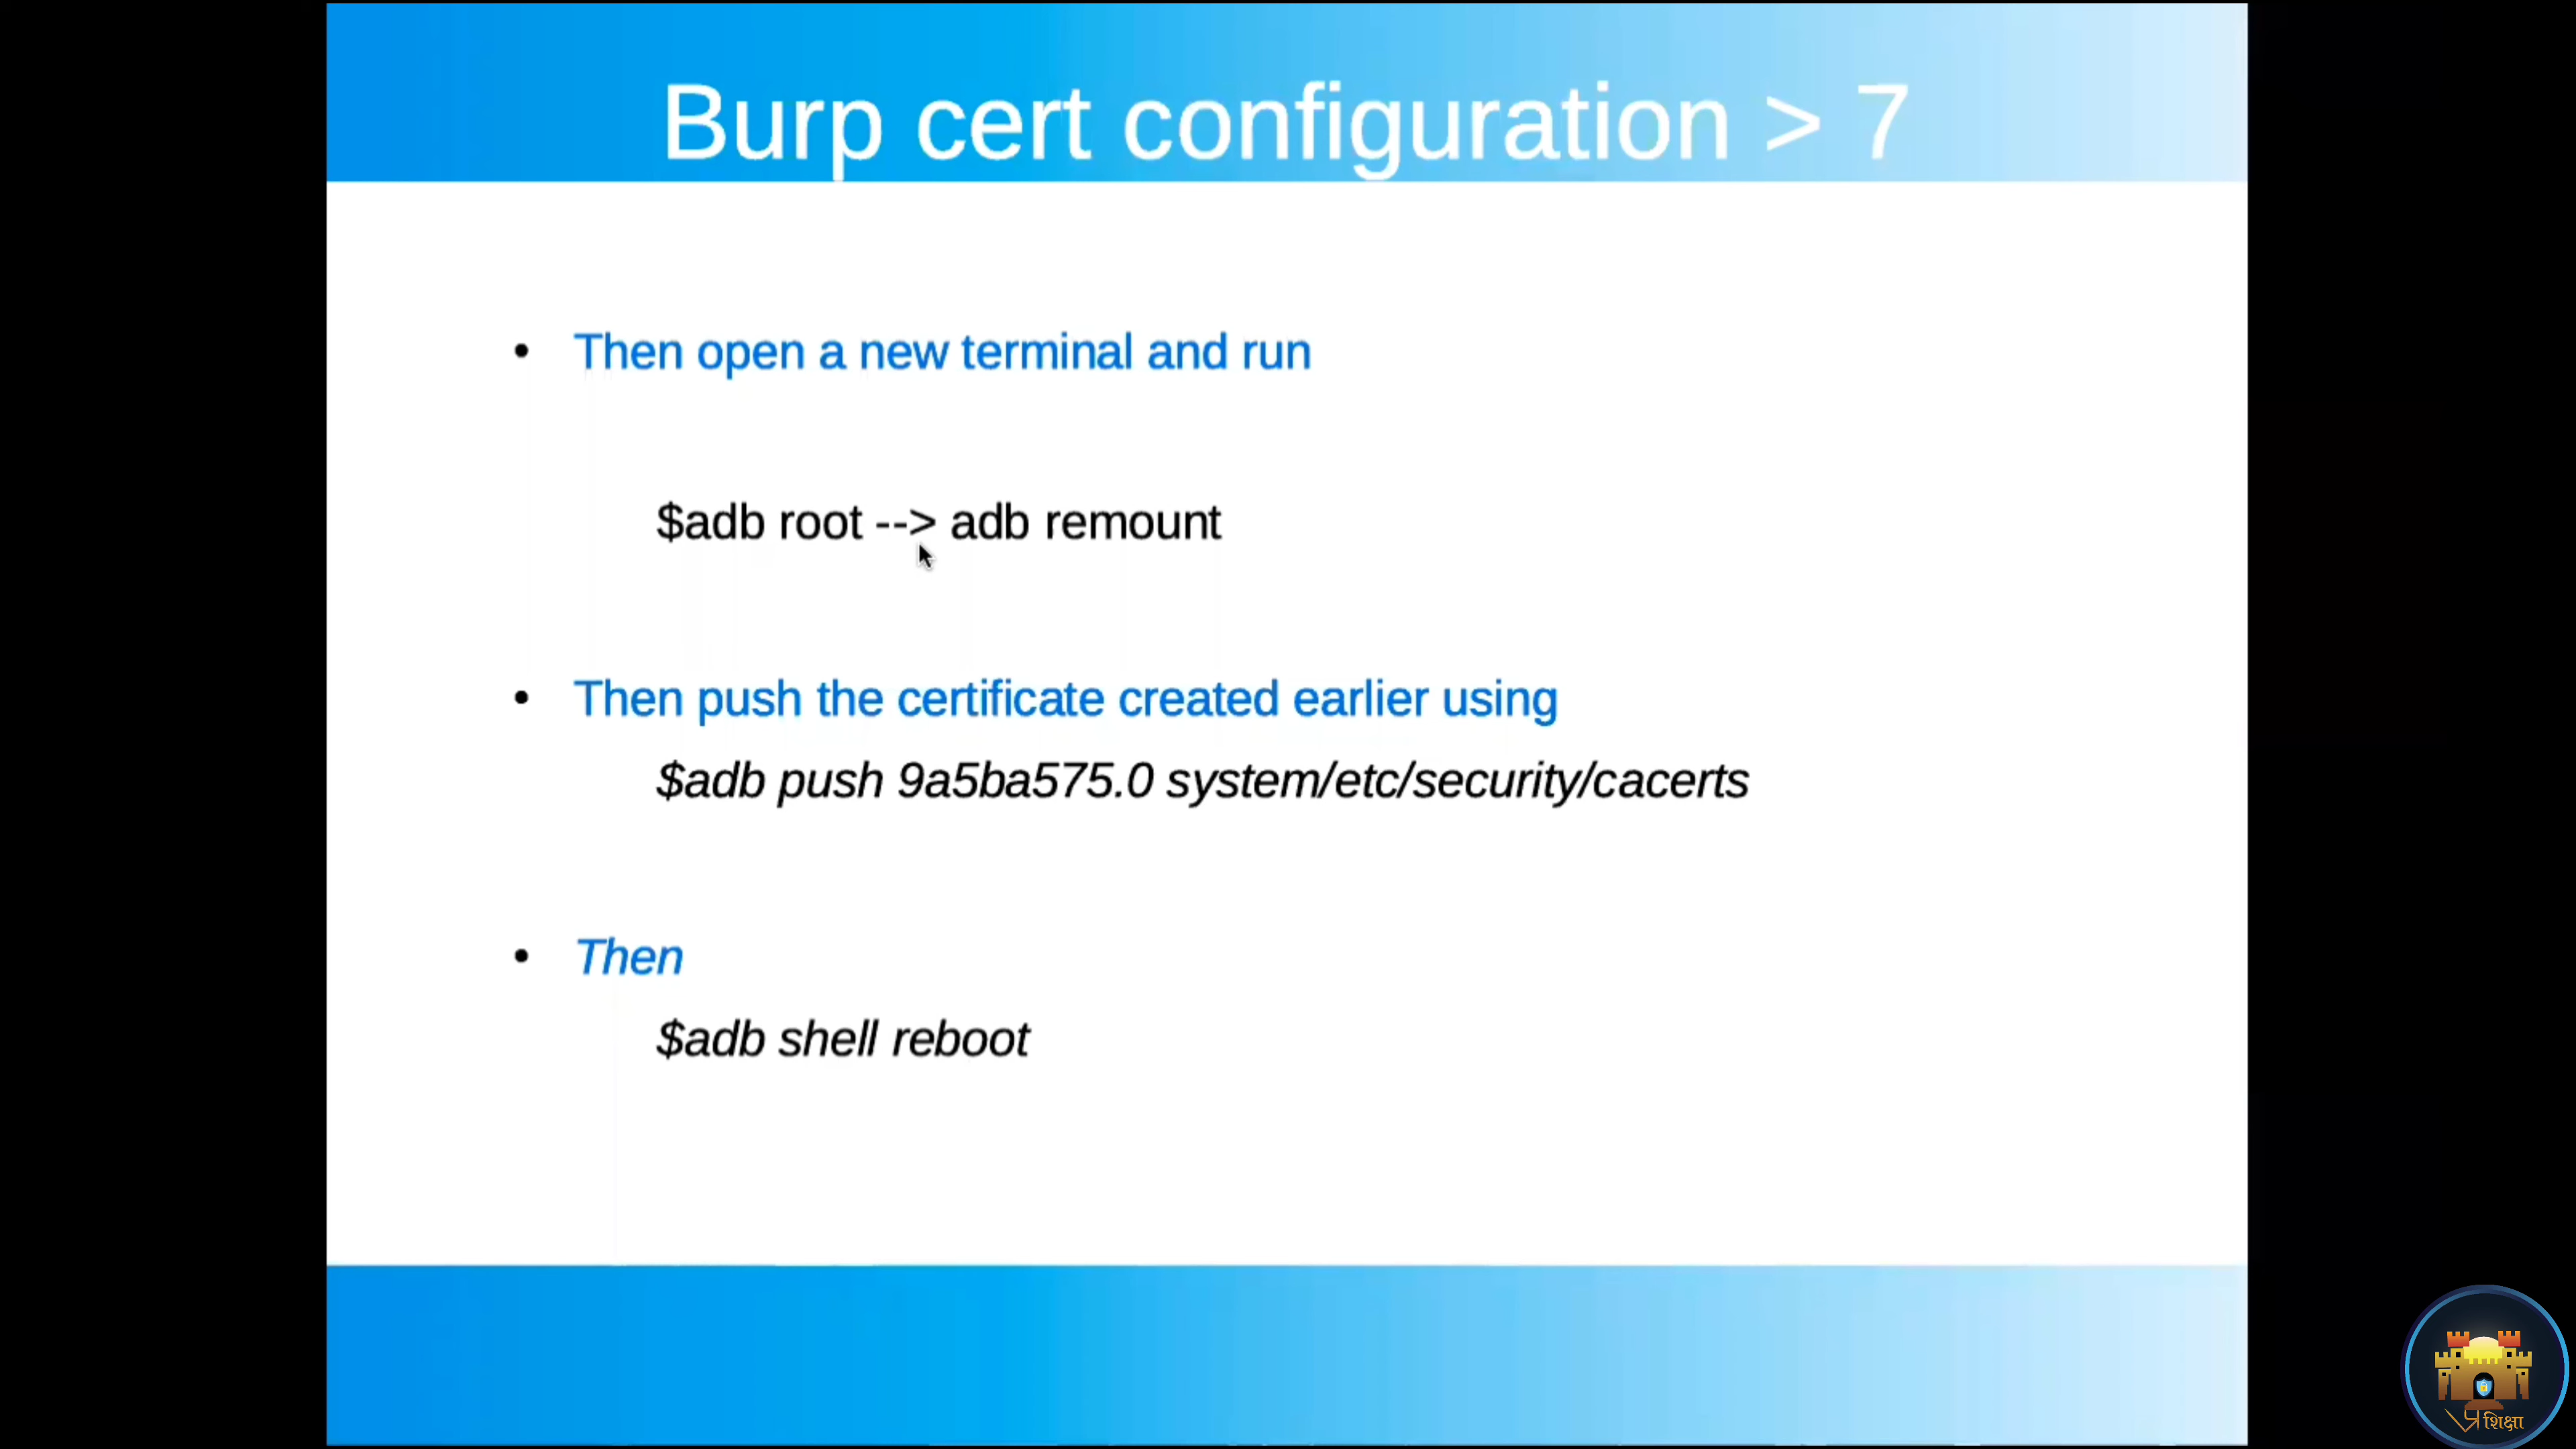 Burp cert configuration > 7
• Then open a new terminal and run
$adb root --> adb remount
• Then push the certificate created earlier using
$adb push 9a5ba575.0 system/etc/security/cacerts
• Then
$adb shell reboot
प्रशिक्षा